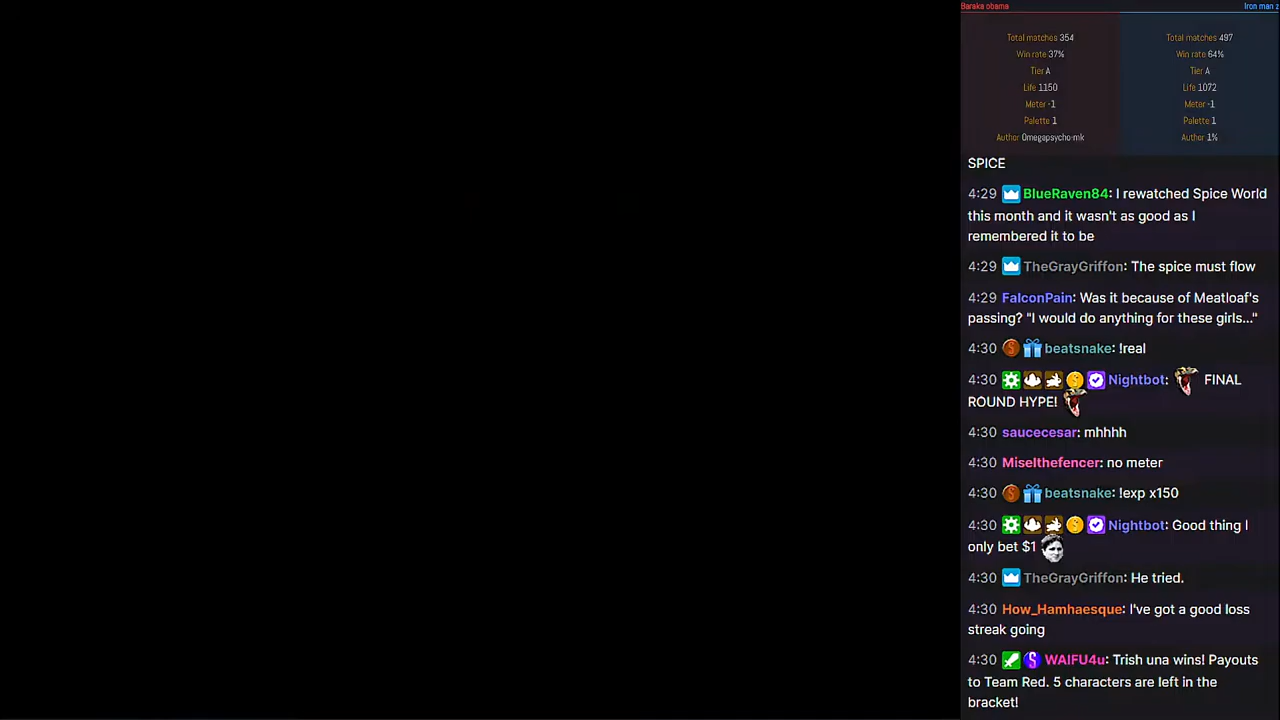 Baraka obama
Iron man z
Total matches 354
Win rate 37%
Tier A
Life 1150
Meter -1
Palette 1
Author Omegapsycho-mk
Total matches 497
Win rate 64%
Tier A
Life 1072
Meter -1
Palette 1
Author 1%
SPICE
4:29 BlueRaven84: I rewatched Spice World
this month and it wasn't as good as I
remembered it to be
4:29 TheGrayGriffon: The spice must flow
4:29 FalconPain: Was it because of Meatloaf's
passing? "I would do anything for these girls..."
4:30 beatsnake: !real
4:30 Nightbot: FINAL
ROUND HYPE!
4:30 saucecesar: mhhhh
4:30 Miselthefencer: no meter
4:30 beatsnake: !exp x150
4:30 Nightbot: Good thing I
only bet $1
4:30 TheGrayGriffon: He tried.
4:30 How_Hamhaesque: I've got a good loss
streak going
4:30 WAIFU4u: Trish una wins! Payouts
to Team Red. 5 characters are left in the
bracket!